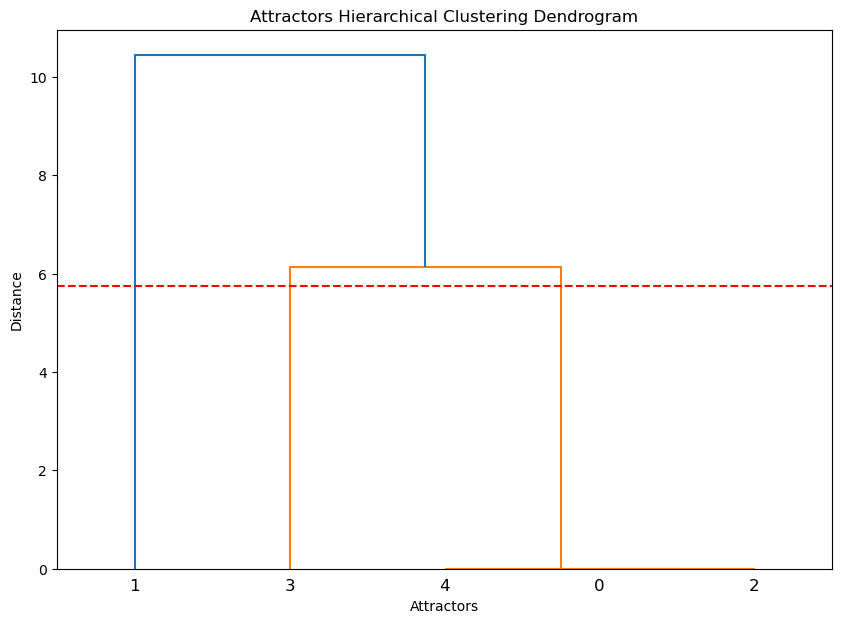 Attractors Hierarchical Clustering Dendrogram
10
8
6
4
2
0
Distance
1 3 4 0 2
Attractors